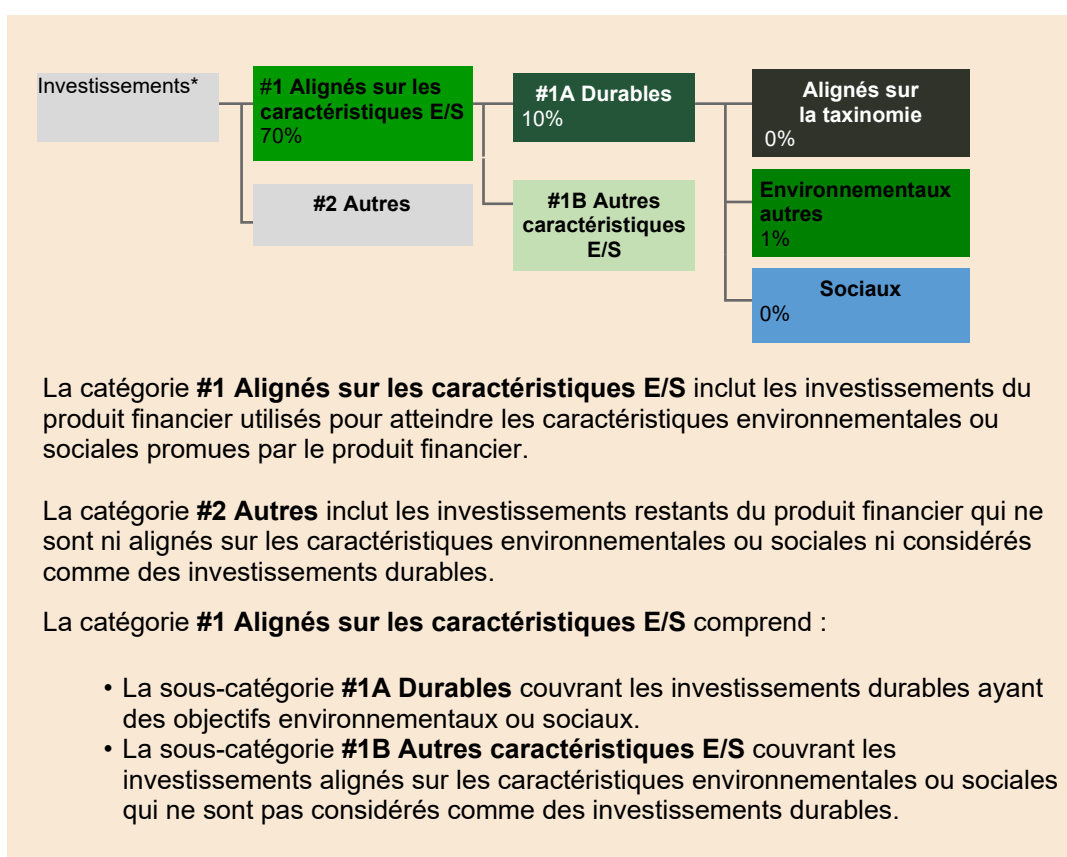 Investissements*
#1 Alignés sur les
caractéristiques E/S
70%
#2 Autres
#1A Durables
10%
#1B Autres
caractéristiques
E/S
Alignés sur
la taxinomie
0%
Environnementaux
autres
1%
Sociaux
0%
La catégorie #1 Alignés sur les caractéristiques E/S inclut les investissements du
produit financier utilisés pour atteindre les caractéristiques environnementales ou
sociales promues par le produit financier.
La catégorie #2 Autres inclut les investissements restants du produit financier qui ne
sont ni alignés sur les caractéristiques environnementales ou sociales ni considérés
comme des investissements durables.
La catégorie #1 Alignés sur les caractéristiques E/S comprend :
• La sous-catégorie #1A Durables couvrant les investissements durables ayant
des objectifs environnementaux ou sociaux.
• La sous-catégorie #1B Autres caractéristiques E/S couvrant les
investissements alignés sur les caractéristiques environnementales ou sociales
qui ne sont pas considérés comme des investissements durables.